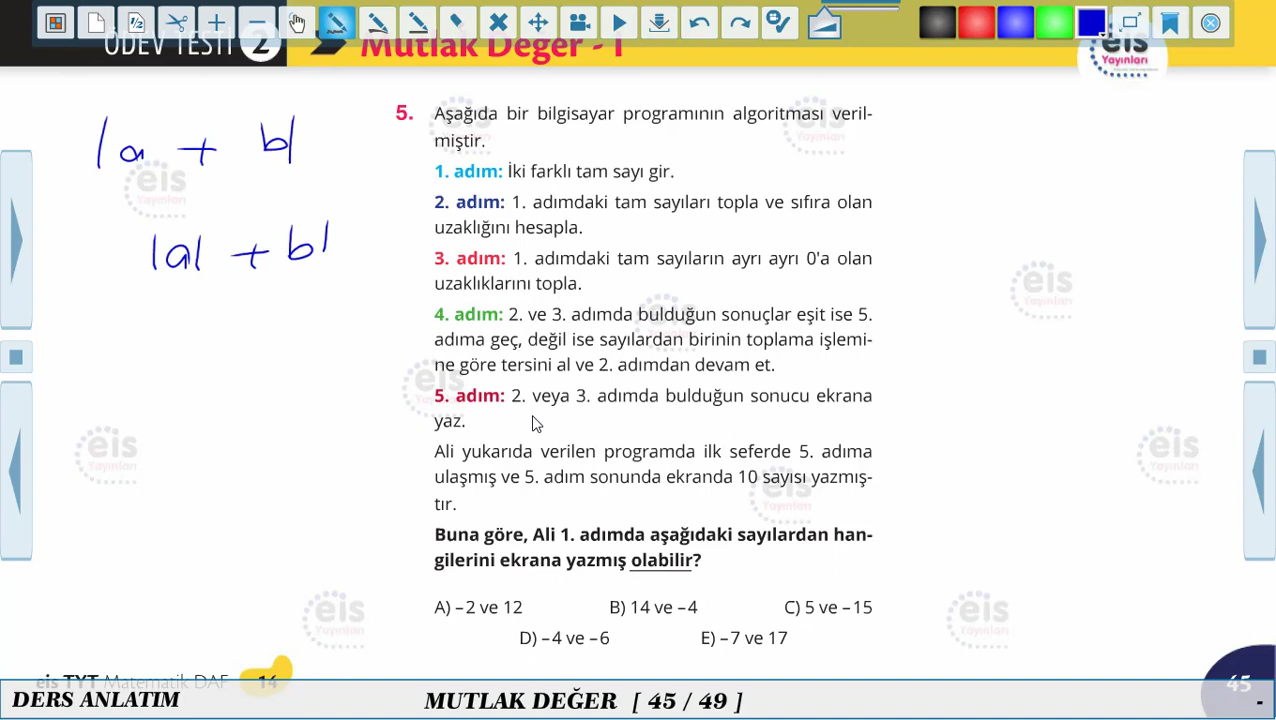 ÖDEV TESTİ 2 Mutlak Değer - I
eis
Yayınları
|a + b|
|a| + b|
5. Aşağıda bir bilgisayar programının algoritması veril-
miştir.
1. adım: İki farklı tam sayı gir.
2. adım: 1. adımdaki tam sayıları topla ve sıfıra olan
uzaklığını hesapla.
3. adım: 1. adımdaki tam sayıların ayrı ayrı 0'a olan
uzaklıklarını topla.
4. adım: 2. ve 3. adımda bulduğun sonuçlar eşit ise 5.
adıma geç, değil ise sayılardan birinin toplama işlemi-
ne göre tersini al ve 2. adımdan devam et.
5. adım: 2. veya 3. adımda bulduğun sonucu ekrana
yaz.
Ali yukarıda verilen programda ilk seferde 5. adıma
ulaşmış ve 5. adım sonunda ekranda 10 sayısı yazmış-
tır.
Buna göre, Ali 1. adımda aşağıdaki sayılardan han-
gilerini ekrana yazmış olabilir?
A) –2 ve 12 B) 14 ve –4 C) 5 ve –15
D) –4 ve –6 E) –7 ve 17
eis TYT Matematik DAF 14
45
DERS ANLATIM MUTLAK DEĞER [ 45 / 49 ] -